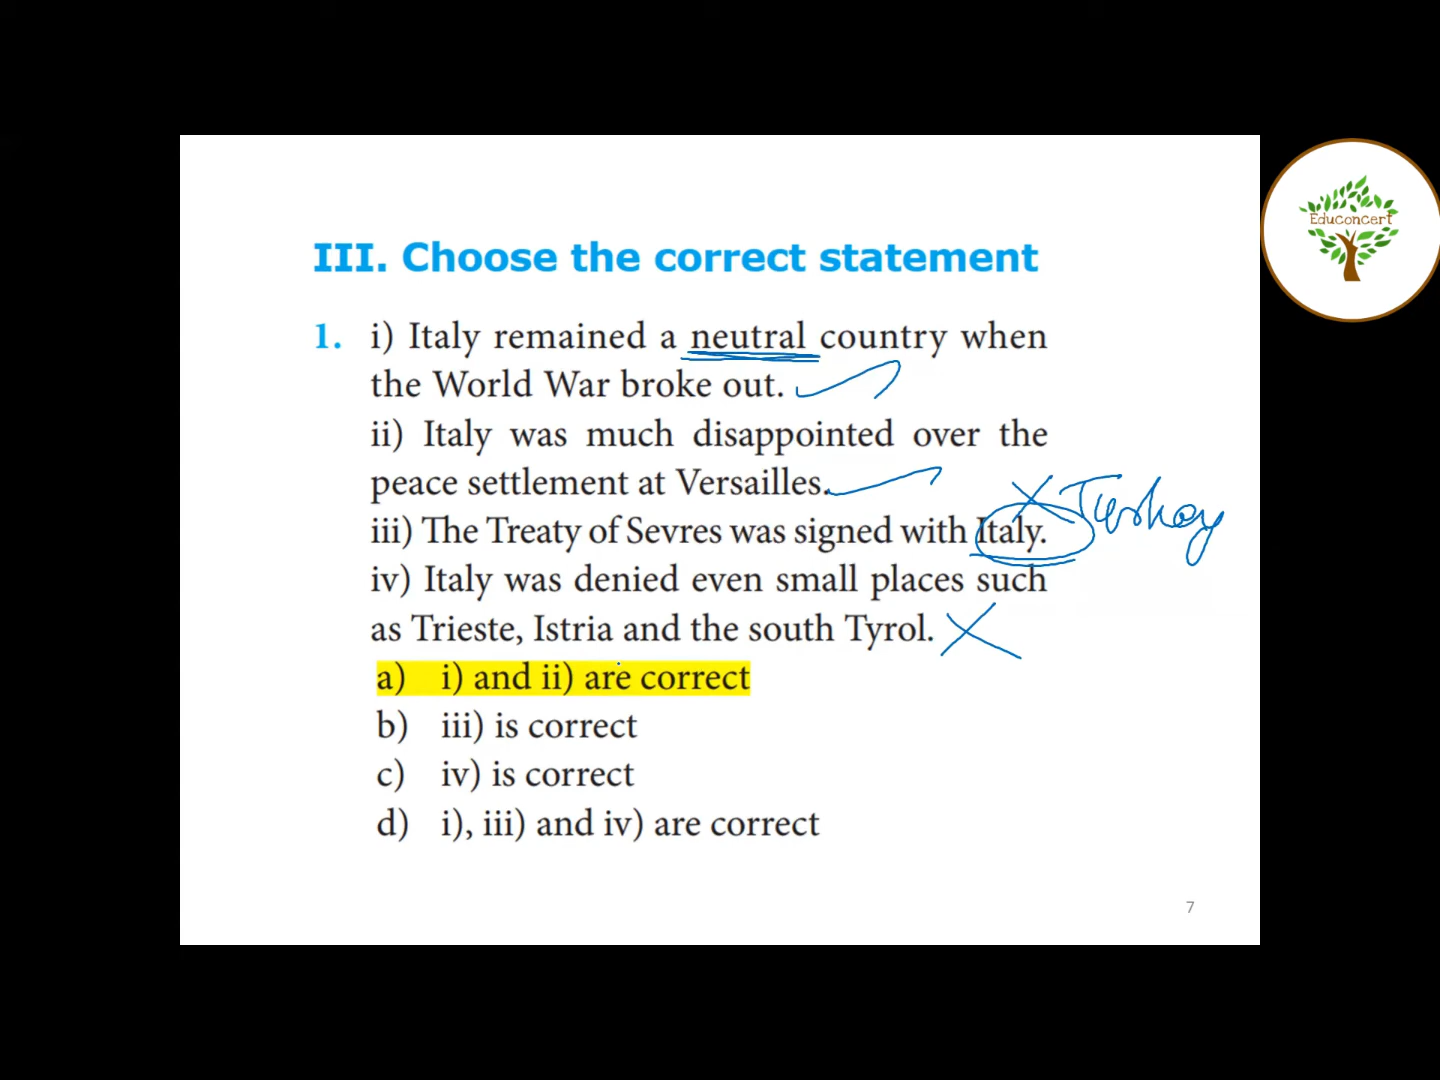 Educoncert
III. Choose the correct statement
1. i) Italy remained a neutral country when
the World War broke out.
ii) Italy was much disappointed over the
peace settlement at Versailles.
Turkey
iii) The Treaty of Sevres was signed with Italy.
iv) Italy was denied even small places such
as Trieste, Istria and the south Tyrol.
a) i) and ii) are correct
b) iii) is correct
c) iv) is correct
d) i), iii) and iv) are correct
7